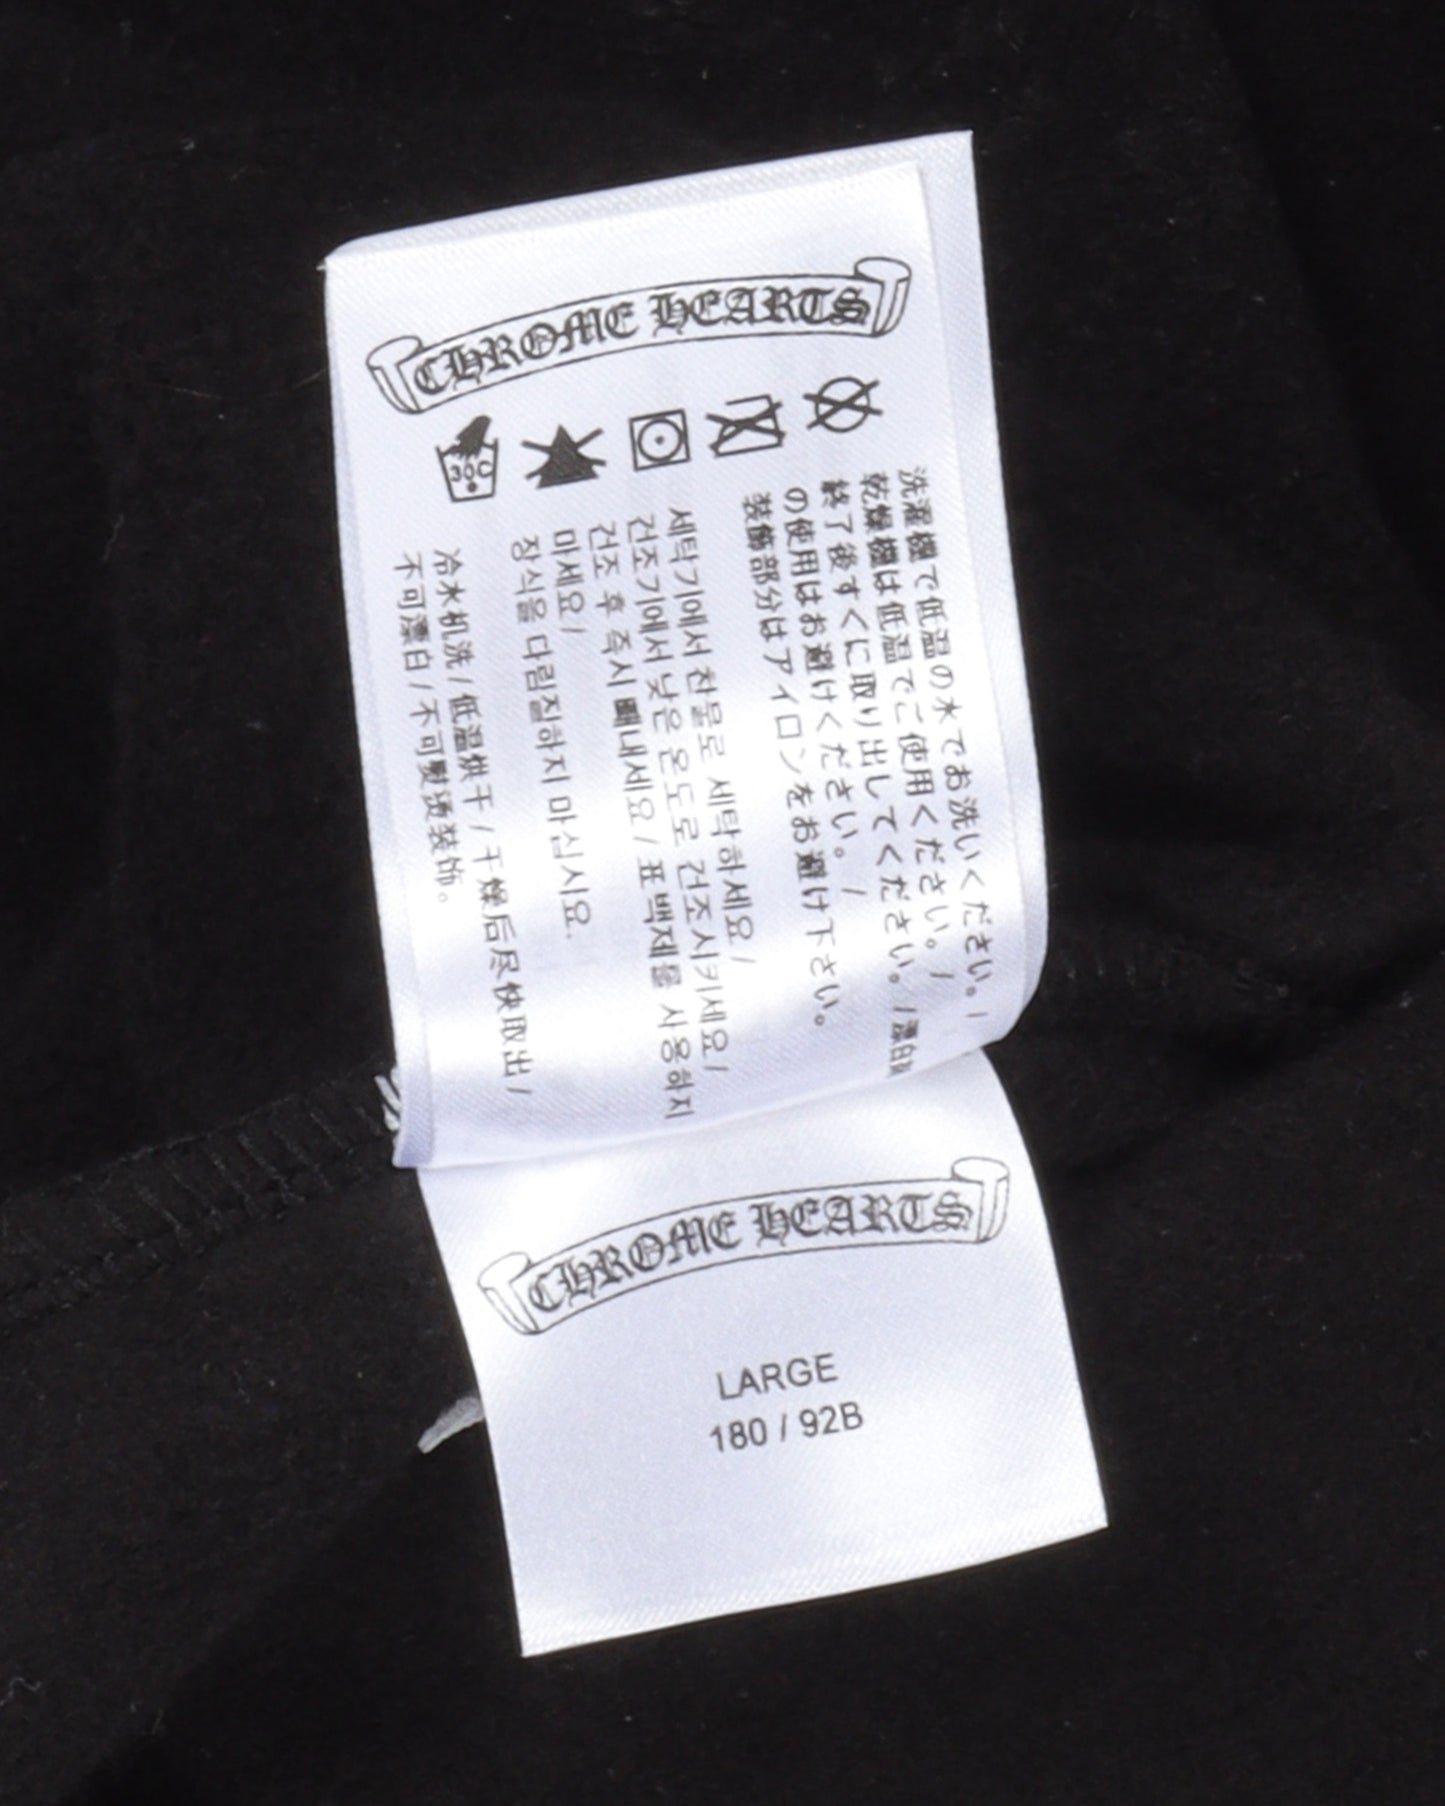 CHROME HEARTS
30C
洗濯機で低温の水でお洗いください。/
乾燥機は低温でご使用ください。/
終了後すぐに取り出してください。/漂白剤
の使用はお避けください。/
装飾部分はアイロンをお避け下さい。
세탁기에서 찬물로 세탁하세요/
건조기에서 낮은 온도로 건조시키세요/
건조 후 즉시 빼내세요/표백제를 사용하지
마세요/
장식을 다림질하지 마십시요.
冷水机洗/低温烘干/干燥后尽快取出/
不可漂白/不可熨烫装饰。
CHROME HEARTS
LARGE
180 / 92B